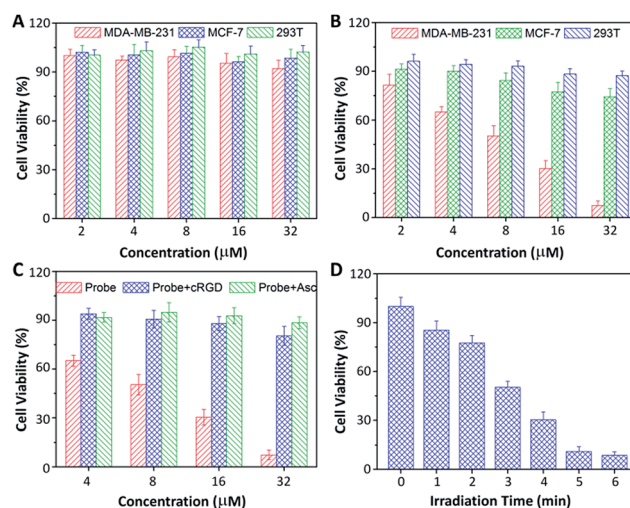 A
MDA-MB-231 MCF-7 293T
120
90
60
30
0
Cell Viability (%)
2 4 8 16 32
Concentration (μM)
B
MDA-MB-231 MCF-7 293T
120
90
60
30
0
Cell Viability (%)
2 4 8 16 32
Concentration (μM)
C
Probe Probe+cRGD Probe+Asc
120
90
60
30
0
Cell Viability (%)
4 8 16 32
Concentration (μM)
D
120
90
60
30
0
Cell Viability (%)
0 1 2 3 4 5 6
Irradiation Time (min)